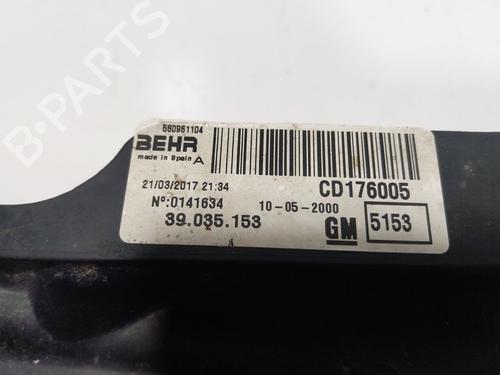 B-PARTS
560961104
BEHR
made in Spain A
21/03/2017 21:34
CD176005
Nº:0141634
10-05-2000
39.035.153
GM
5153